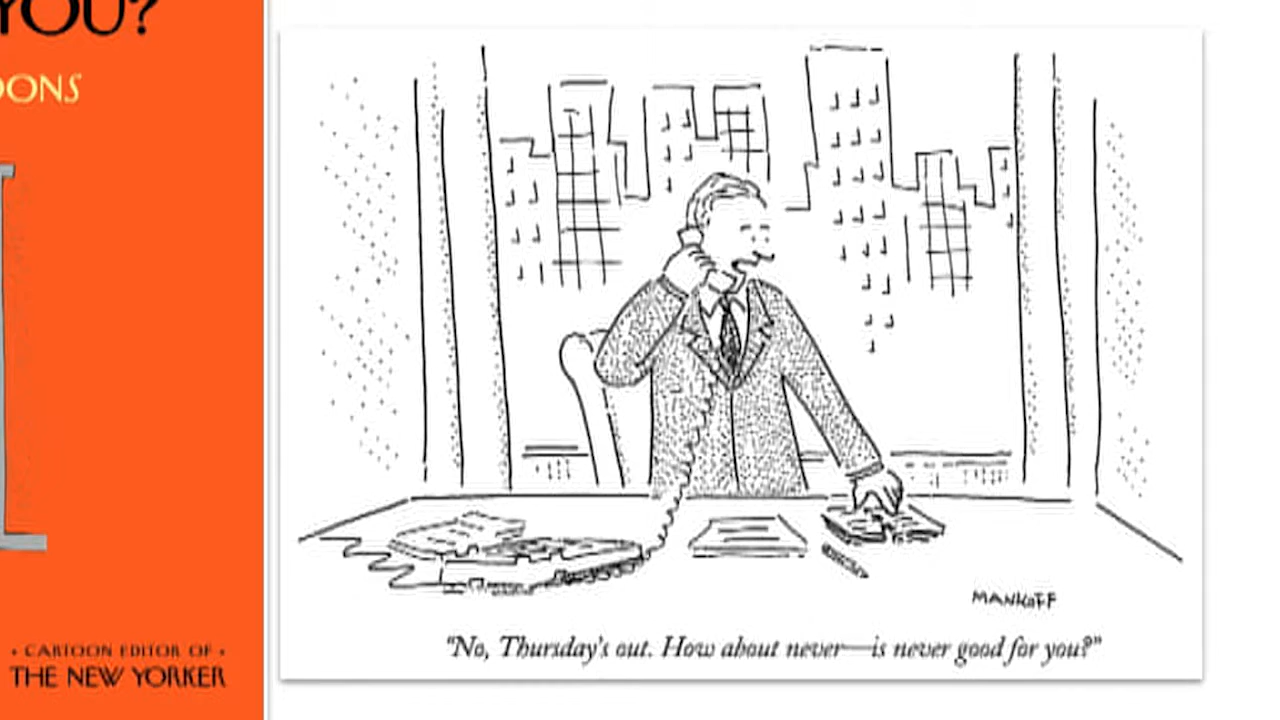 YOU?
OONS
• CARTOON EDITOR OF •
THE NEW YORKER
MANKOFF
"No, Thursday's out. How about never—is never good for you?"